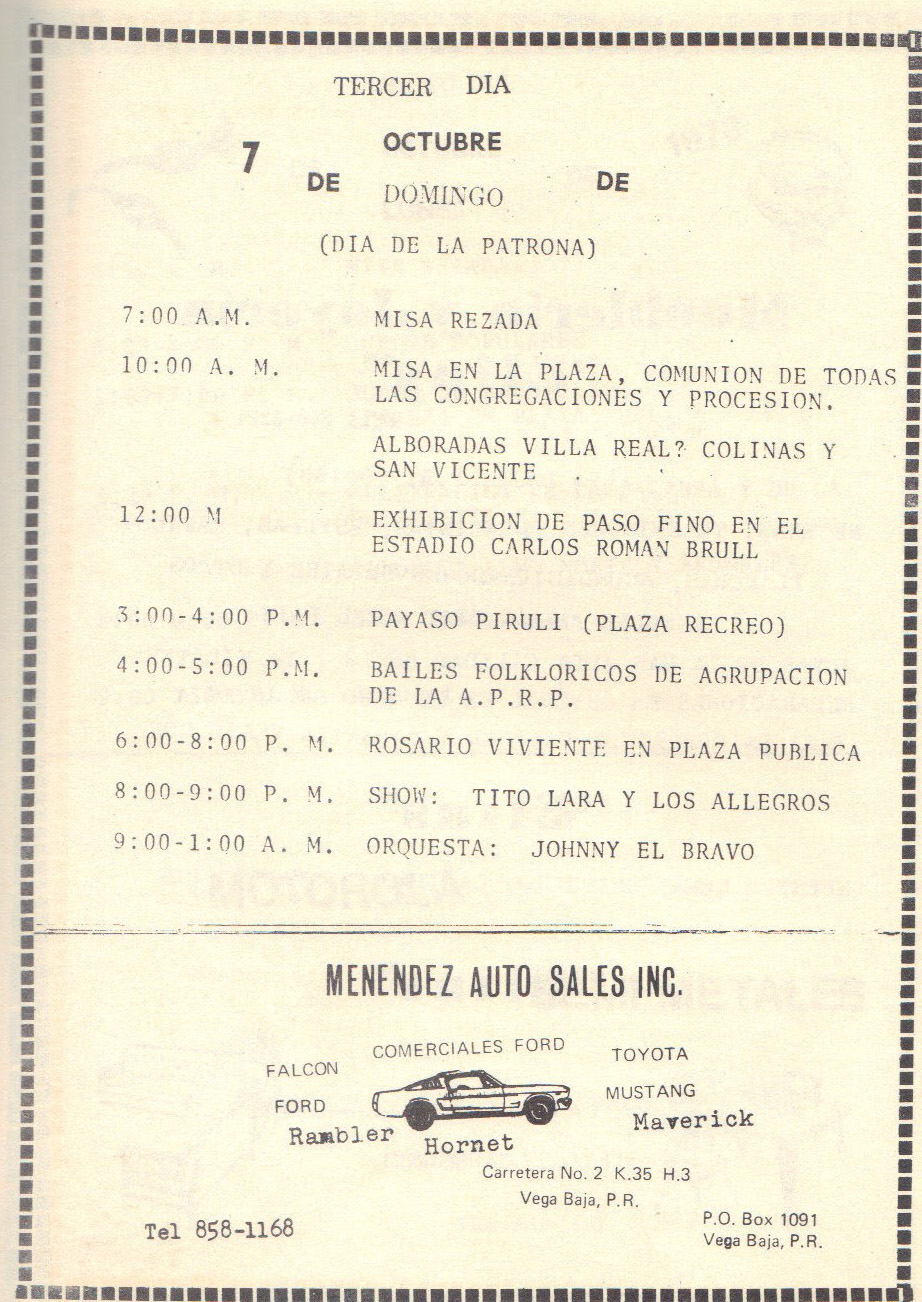 TERCER DIA
7 DE OCTUBRE DE
DOMINGO
(DIA DE LA PATRONA)
7:00 A.M. MISA REZADA
10:00 A. M. MISA EN LA PLAZA, COMUNION DE TODAS
LAS CONGREGACIONES Y PROCESION.
ALBORADAS VILLA REAL? COLINAS Y
SAN VICENTE
12:00 M EXHIBICION DE PASO FINO EN EL
ESTADIO CARLOS ROMAN BRULL
3:00-4:00 P.M. PAYASO PIRULI (PLAZA RECREO)
4:00-5:00 P.M. BAILES FOLKLORICOS DE AGRUPACION
DE LA A.P.R.P.
6:00-8:00 P. M. ROSARIO VIVIENTE EN PLAZA PUBLICA
8:00-9:00 P. M. SHOW: TITO LARA Y LOS ALLEGROS
9:00-1:00 A. M. ORQUESTA: JOHNNY EL BRAVO
MENENDEZ AUTO SALES INC.
FALCON COMERCIALES FORD TOYOTA
FORD MUSTANG
Rambler Hornet Maverick
Carretera No. 2 K.35 H.3
Vega Baja, P.R.
Tel 858-1168 P.O. Box 1091
Vega Baja, P.R.